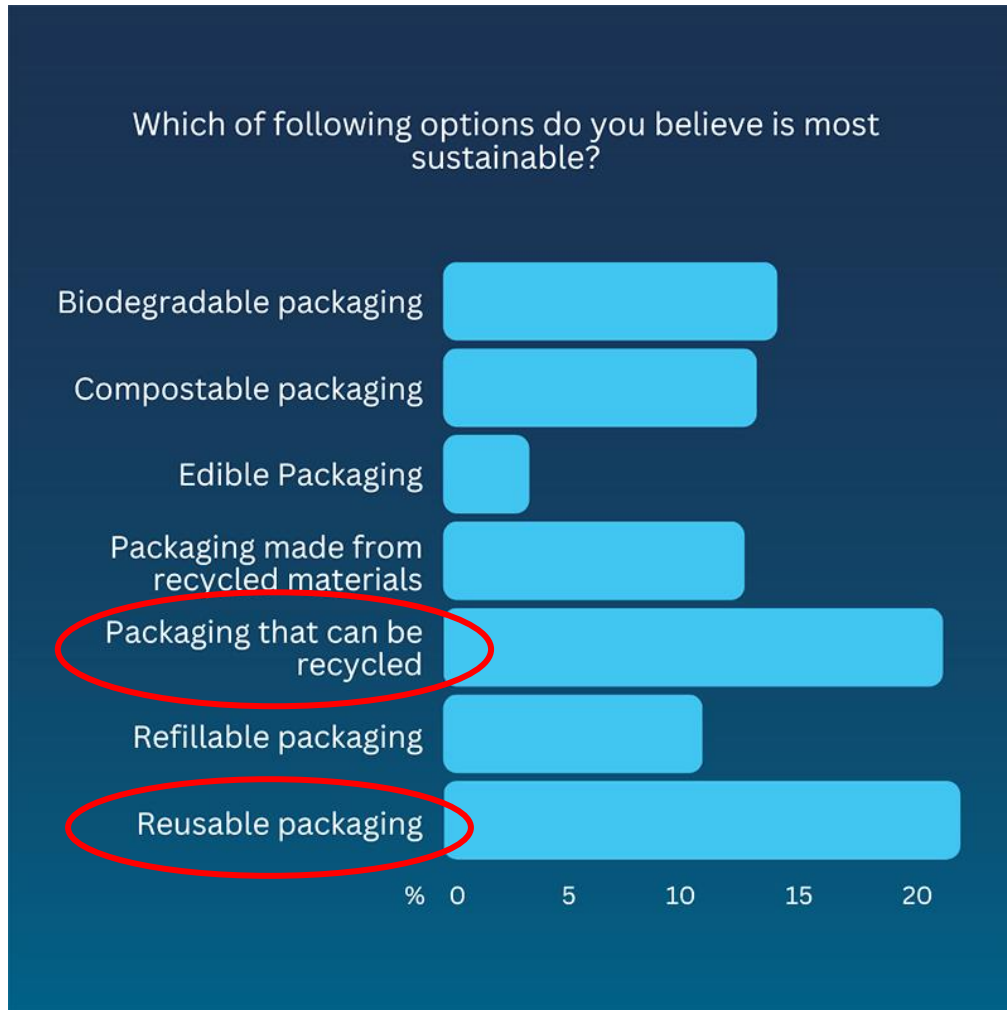 Which of following options do you believe is most
sustainable?
Biodegradable packaging
Compostable packaging
Edible Packaging
Packaging made from
recycled materials
Packaging that can be
recycled
Refillable packaging
Reusable packaging
% 0 5 10 15 20